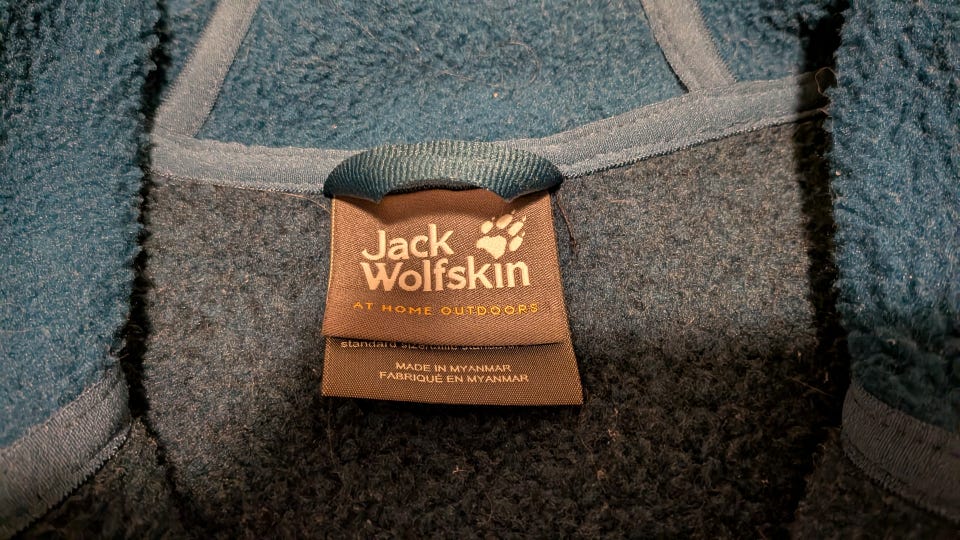 Jack
Wolfskin
AT HOME OUTDOORS
MADE IN MYANMAR
FABRIQUÉ EN MYANMAR